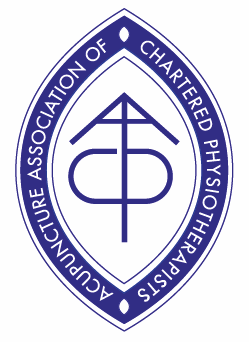 ACUPUNCTURE ASSOCIATION OF
CHARTERED PHYSIOTHERAPISTS